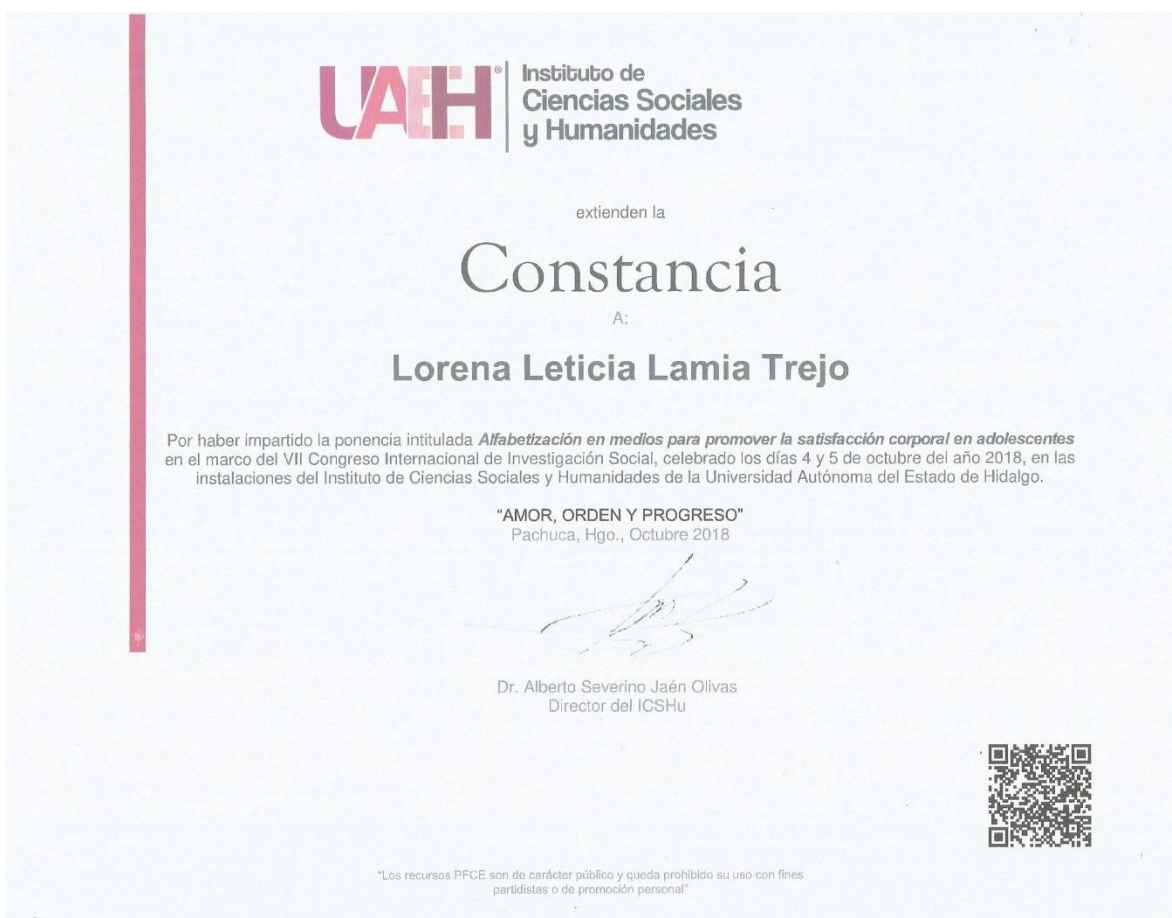 UAEH®
Instituto de
Ciencias Sociales
y Humanidades
extienden la
Constancia
A:
Lorena Leticia Lamia Trejo
Por haber impartido la ponencia intitulada Alfabetización en medios para promover la satisfacción corporal en adolescentes
en el marco del VII Congreso Internacional de Investigación Social, celebrado los días 4 y 5 de octubre del año 2018, en las
instalaciones del Instituto de Ciencias Sociales y Humanidades de la Universidad Autónoma del Estado de Hidalgo.
"AMOR, ORDEN Y PROGRESO"
Pachuca, Hgo., Octubre 2018
Dr. Alberto Severino Jaén Olivas
Director del ICSHu
"Los recursos PFCE son de carácter público y queda prohibido su uso con fines
partidistas o de promoción personal"